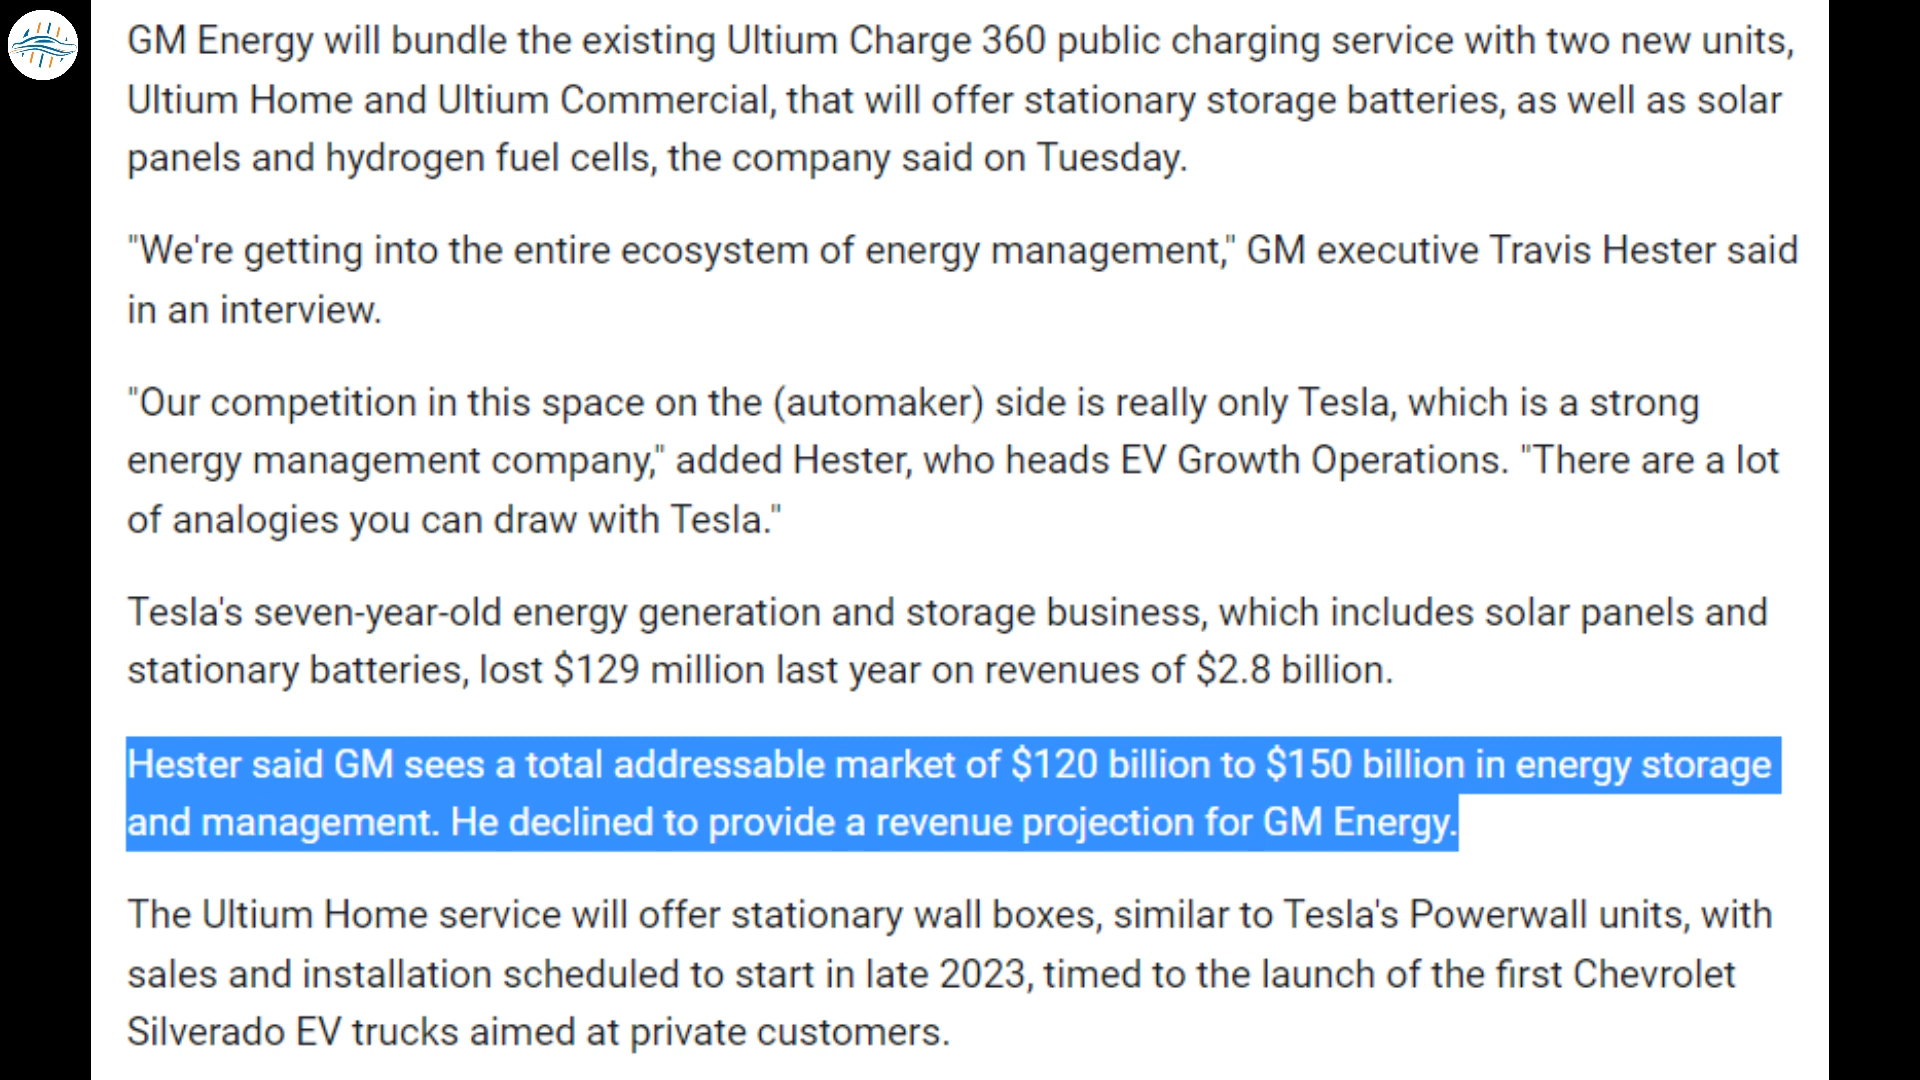 GM Energy will bundle the existing Ultium Charge 360 public charging service with two new units,
Ultium Home and Ultium Commercial, that will offer stationary storage batteries, as well as solar
panels and hydrogen fuel cells, the company said on Tuesday.
"We're getting into the entire ecosystem of energy management," GM executive Travis Hester said
in an interview.
"Our competition in this space on the (automaker) side is really only Tesla, which is a strong
energy management company," added Hester, who heads EV Growth Operations. "There are a lot
of analogies you can draw with Tesla."
Tesla's seven-year-old energy generation and storage business, which includes solar panels and
stationary batteries, lost $129 million last year on revenues of $2.8 billion.
Hester said GM sees a total addressable market of $120 billion to $150 billion in energy storage
and management. He declined to provide a revenue projection for GM Energy.
The Ultium Home service will offer stationary wall boxes, similar to Tesla's Powerwall units, with
sales and installation scheduled to start in late 2023, timed to the launch of the first Chevrolet
Silverado EV trucks aimed at private customers.